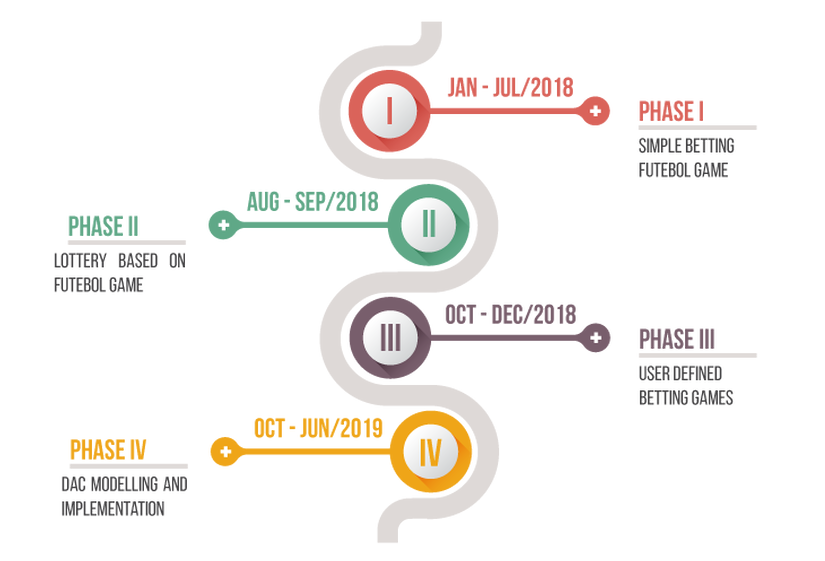 JAN - JUL/2018
I
PHASE I
SIMPLE BETTING
FUTEBOL GAME
AUG - SEP/2018
II
PHASE II
LOTTERY BASED ON
FUTEBOL GAME
OCT - DEC/2018
III
PHASE III
USER DEFINED
BETTING GAMES
OCT - JUN/2019
IV
PHASE IV
DAC MODELLING AND
IMPLEMENTATION